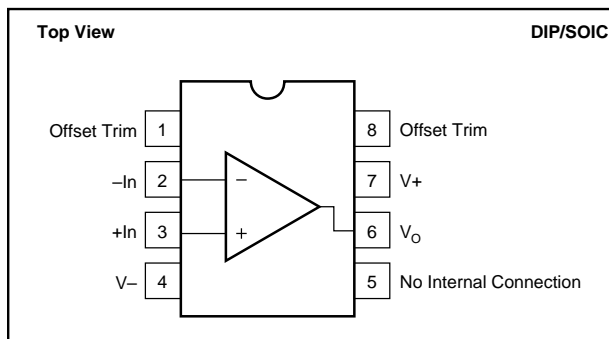 Top View DIP/SOIC
Offset Trim 1 8 Offset Trim
–In 2 – 7 V+
+In 3 + 6 VO
V– 4 5 No Internal Connection